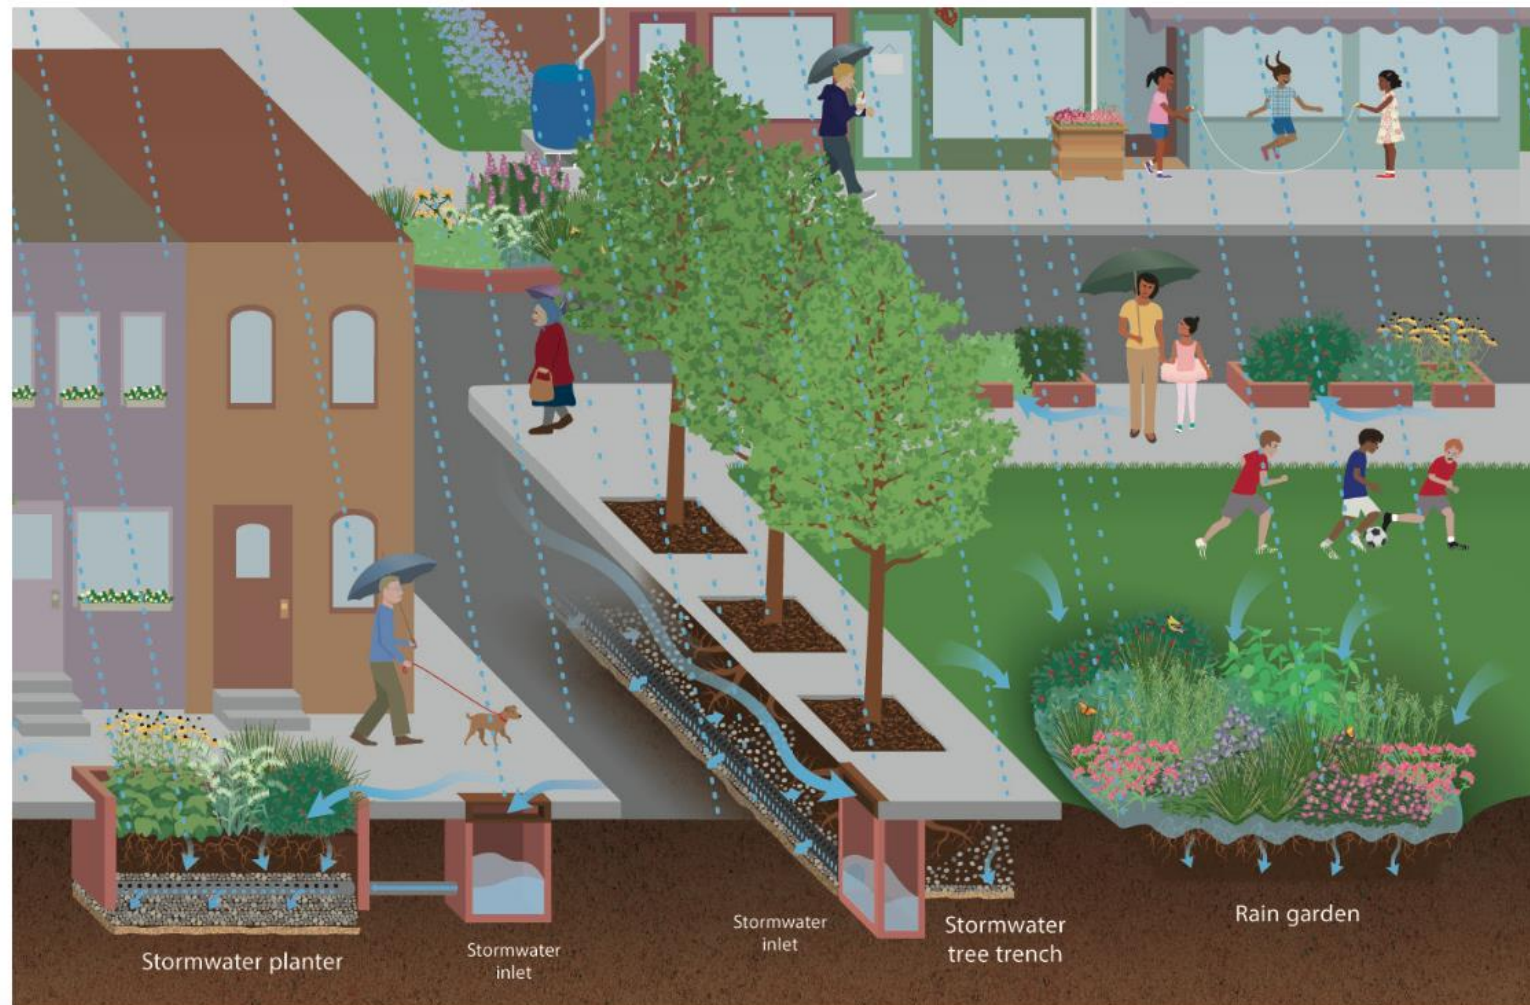 Stormwater planter
Stormwater
inlet
Stormwater
inlet
Stormwater
tree trench
Rain garden